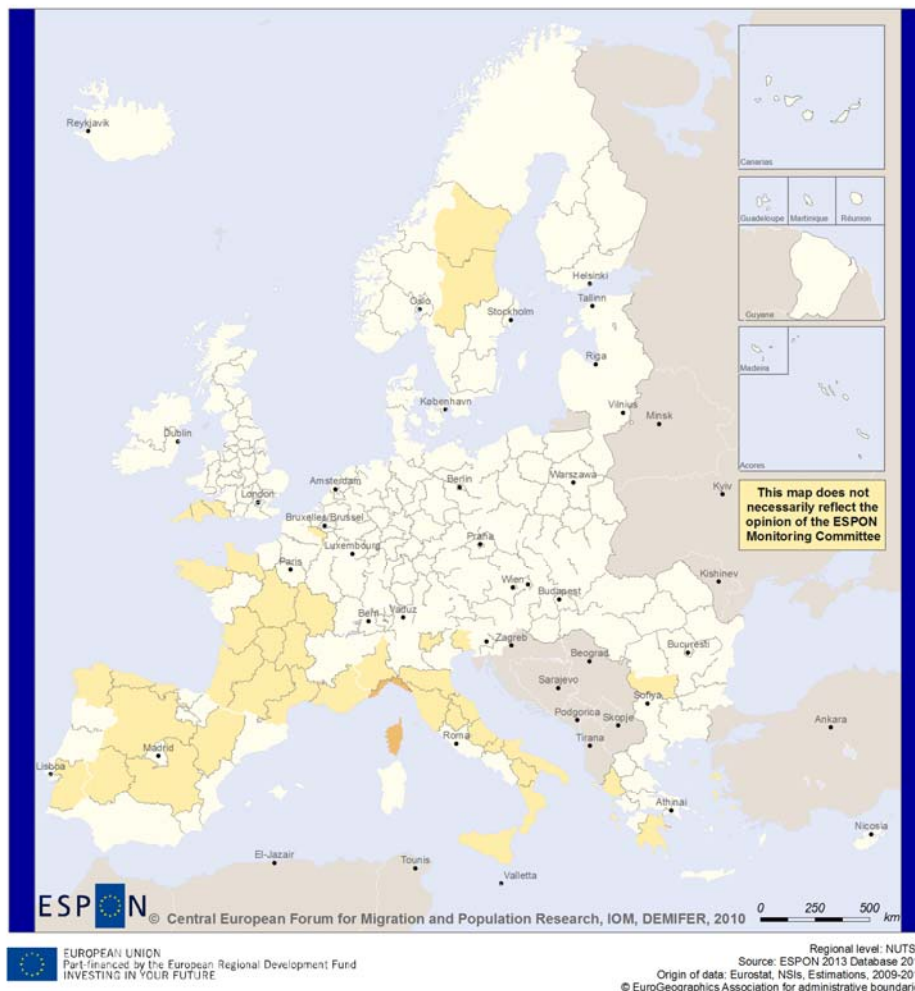 Reykjavik
Canarias
Guadeloupe
Martinique
Réunion
Guyane
Helsinki
Oslo
Tallinn
Stockholm
Madeira
Riga
København
Vilnius
Minsk
Dublin
Acores
London
Amsterdam
Berlin
Warszawa
Kyiv
This map does not
necessarily reflect the
opinion of the ESPON
Monitoring Committee
Bruxelles/Brussel
Luxembourg
Praha
Paris
Wien
Kishinev
Bern
Vaduz
Budapest
Zagreb
Bucuresti
Beograd
Sarajevo
Sofiya
Podgorica
Skopje
Ankara
Roma
Tirana
Madrid
Lisboa
Athinai
Nicosia
El-Jazair
Tounis
Valletta
ESPON
© Central European Forum for Migration and Population Research, IOM, DEMIFER, 2010
0 250 500
km
EUROPEAN UNION
Part-financed by the European Regional Development Fund
INVESTING IN YOUR FUTURE
Regional level: NUTS
Source: ESPON 2013 Database 201
Origin of data: Eurostat, NSIs, Estimations, 2009-201
© EuroGeographics Association for administrative boundarie